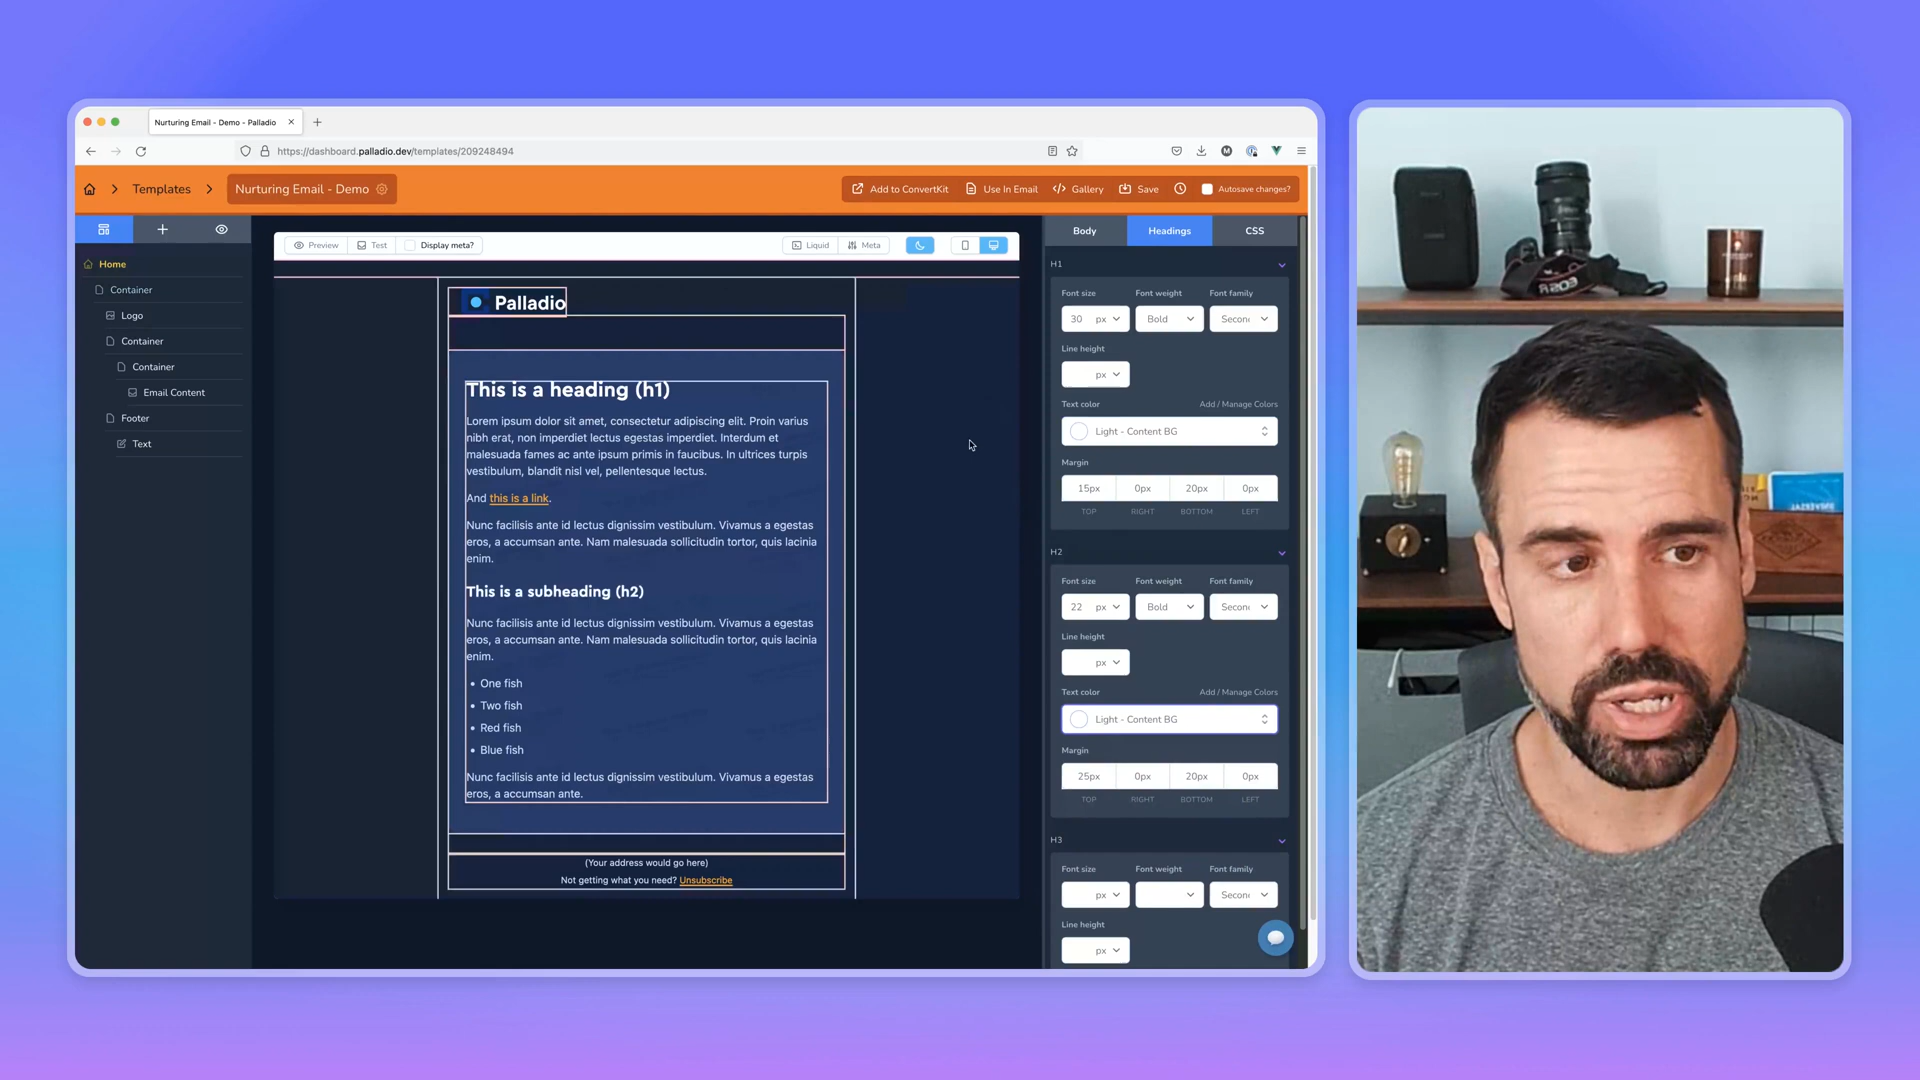 Nurturing Email - Demo - Palladio
https://dashboard.palladio.dev/templates/209248494
M
Templates
Nurturing Email - Demo
Add to ConvertKit
Use In Email
Gallery
Save
Autosave changes?
Home
Container
Logo
Container
Container
Email Content
Footer
Text
Preview
Test
Display meta?
Liquid
Meta
Palladio
This is a heading (h1)
Lorem ipsum dolor sit amet, consectetur adipiscing elit. Proin varius
nibh erat, non imperdiet lectus egestas imperdiet. Interdum et
malesuada fames ac ante ipsum primis in faucibus. In ultrices turpis
vestibulum, blandit nisl vel, pellentesque lectus.
And this is a link.
Nunc facilisis ante id lectus dignissim vestibulum. Vivamus a egestas
eros, a accumsan ante. Nam malesuada sollicitudin tortor, quis lacinia
enim.
This is a subheading (h2)
Nunc facilisis ante id lectus dignissim vestibulum. Vivamus a egestas
eros, a accumsan ante. Nam malesuada sollicitudin tortor, quis lacinia
enim.
• One fish
• Two fish
• Red fish
• Blue fish
Nunc facilisis ante id lectus dignissim vestibulum. Vivamus a egestas
eros, a accumsan ante.
(Your address would go here)
Not getting what you need? Unsubscribe
Body
Headings
CSS
H1
Font size Font weight Font family
30 px Bold Secon
Line height
px
Text color Add / Manage Colors
Light - Content BG
Margin
15px 0px 20px 0px
TOP RIGHT BOTTOM LEFT
H2
Font size Font weight Font family
22 px Bold Secon
Line height
px
Text color Add / Manage Colors
Light - Content BG
Margin
25px 0px 20px 0px
TOP RIGHT BOTTOM LEFT
H3
Font size Font weight Font family
px Secon
Line height
px